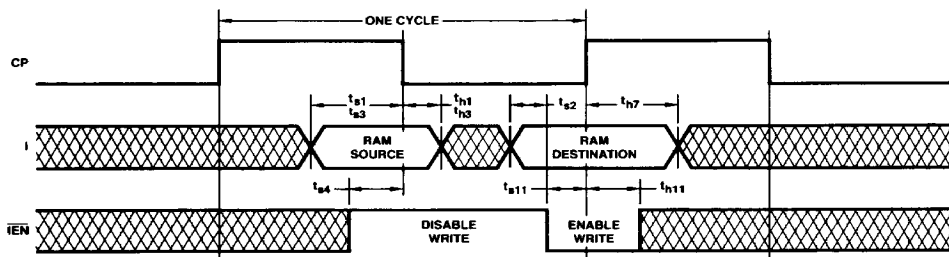 ONE CYCLE
CP
ts1
ts3
th1
th3
ts2
th7
I
RAM
SOURCE
RAM
DESTINATION
ts4
ts11
th11
IEN
DISABLE
WRITE
ENABLE
WRITE